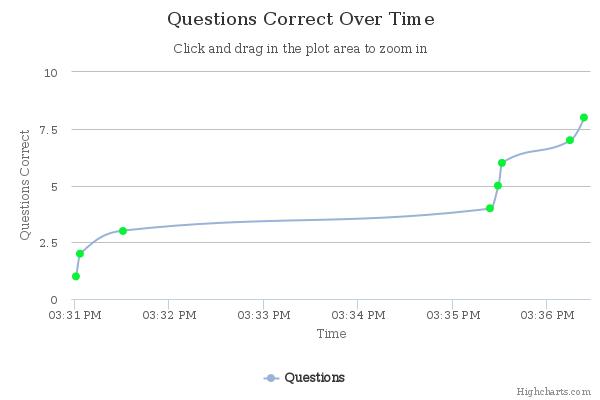 Questions Correct Over Time
Click and drag in the plot area to zoom in
Questions Correct
10
7.5
5
2.5
0
03:31 PM 03:32 PM 03:33 PM 03:34 PM 03:35 PM 03:36 PM
Time
Questions
Highcharts.com